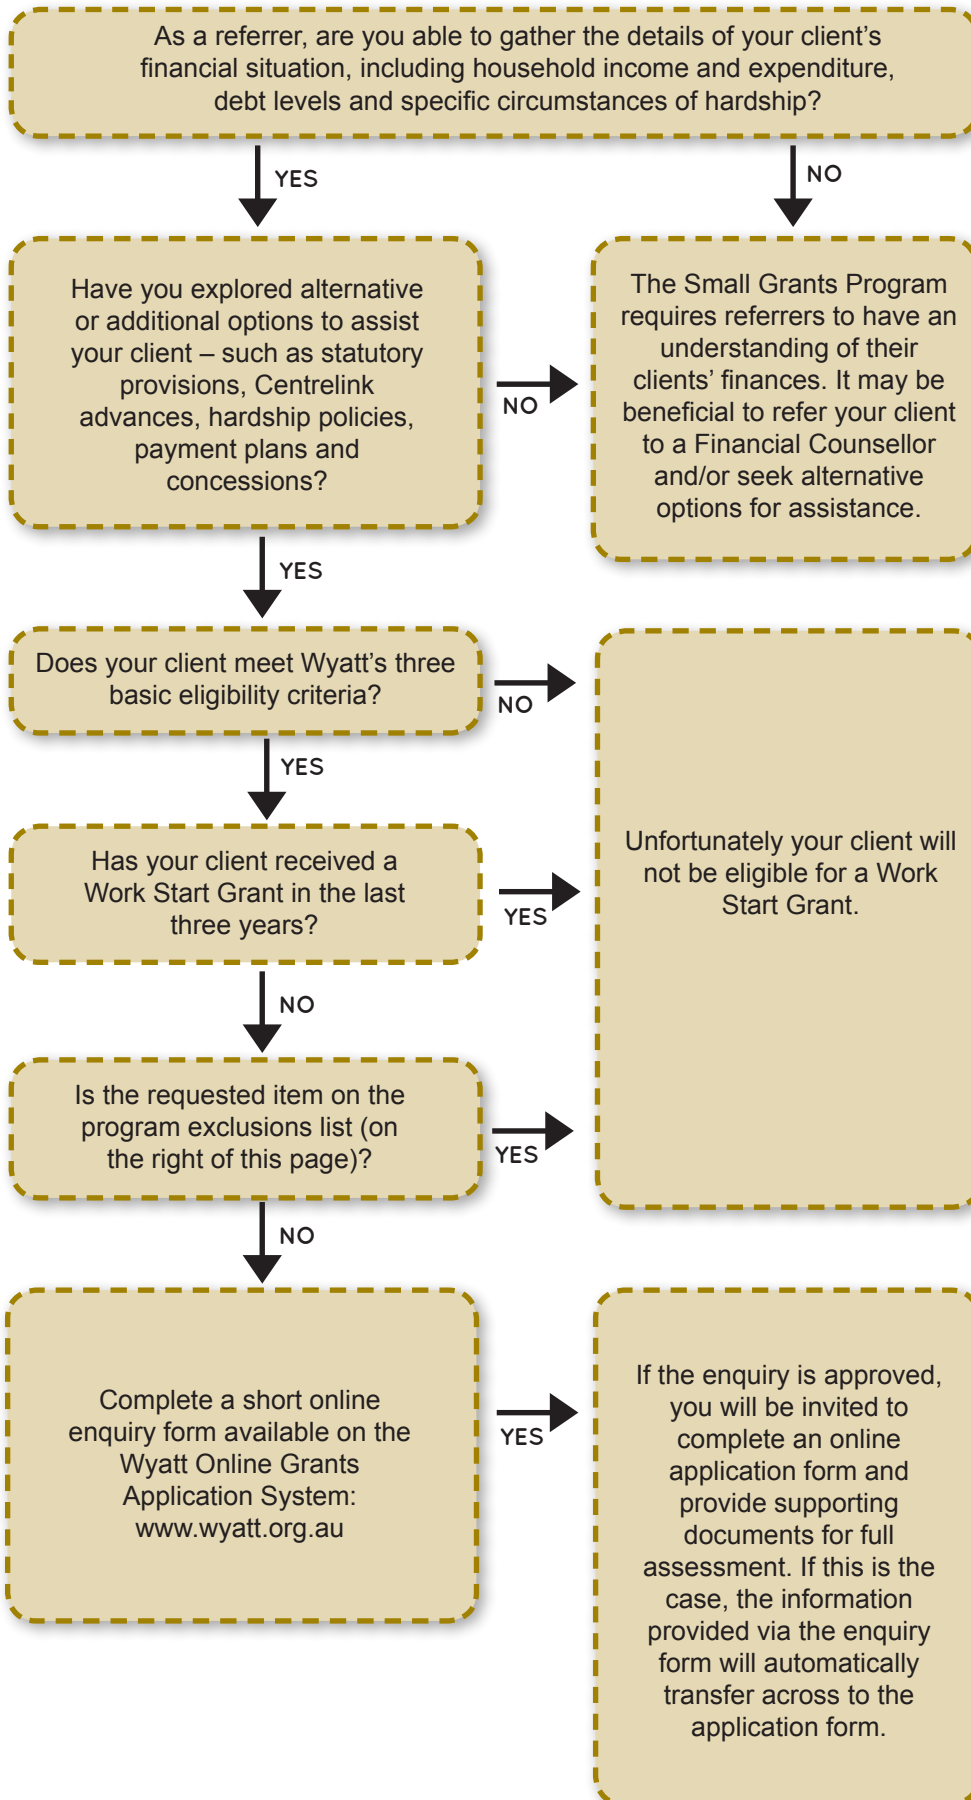 As a referrer, are you able to gather the details of your client’s
financial situation, including household income and expenditure,
debt levels and specific circumstances of hardship?
YES
NO
Have you explored alternative
or additional options to assist
your client – such as statutory
provisions, Centrelink
advances, hardship policies,
payment plans and
concessions?
NO
The Small Grants Program
requires referrers to have an
understanding of their
clients’ finances. It may be
beneficial to refer your client
to a Financial Counsellor
and/or seek alternative
options for assistance.
YES
Does your client meet Wyatt’s three
basic eligibility criteria?
NO
Unfortunately your client will
not be eligible for a Work
Start Grant.
YES
Has your client received a
Work Start Grant in the last
three years?
YES
NO
Is the requested item on the
program exclusions list (on
the right of this page)?
YES
NO
Complete a short online
enquiry form available on the
Wyatt Online Grants
Application System:
www.wyatt.org.au
YES
If the enquiry is approved,
you will be invited to
complete an online
application form and
provide supporting
documents for full
assessment. If this is the
case, the information
provided via the enquiry
form will automatically
transfer across to the
application form.